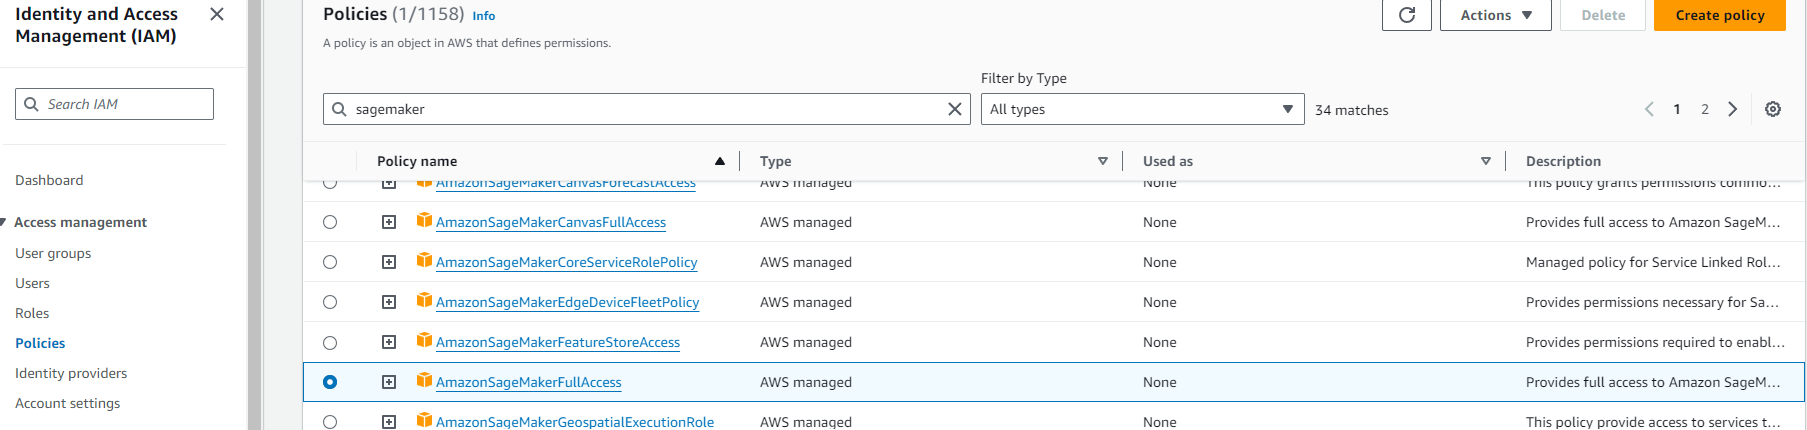 Identity and Access
Management (IAM)
Search IAM
Dashboard
Access management
User groups
Users
Roles
Policies
Identity providers
Account settings
Policies (1/1158) Info
Actions
Delete
Create policy
A policy is an object in AWS that defines permissions.
Filter by Type
sagemaker
All types
34 matches
1 2
Policy name Type Used as Description
AmazonSageMakerCanvasForecastAccess AWS managed None This policy grants permissions commo...
AmazonSageMakerCanvasFullAccess AWS managed None Provides full access to Amazon SageM...
AmazonSageMakerCoreServiceRolePolicy AWS managed None Managed policy for Service Linked Rol...
AmazonSageMakerEdgeDeviceFleetPolicy AWS managed None Provides permissions necessary for Sa...
AmazonSageMakerFeatureStoreAccess AWS managed None Provides permissions required to enabl...
AmazonSageMakerFullAccess AWS managed None Provides full access to Amazon SageM...
AmazonSageMakerGeospatialExecutionRole AWS managed None This policy provide access to services t...